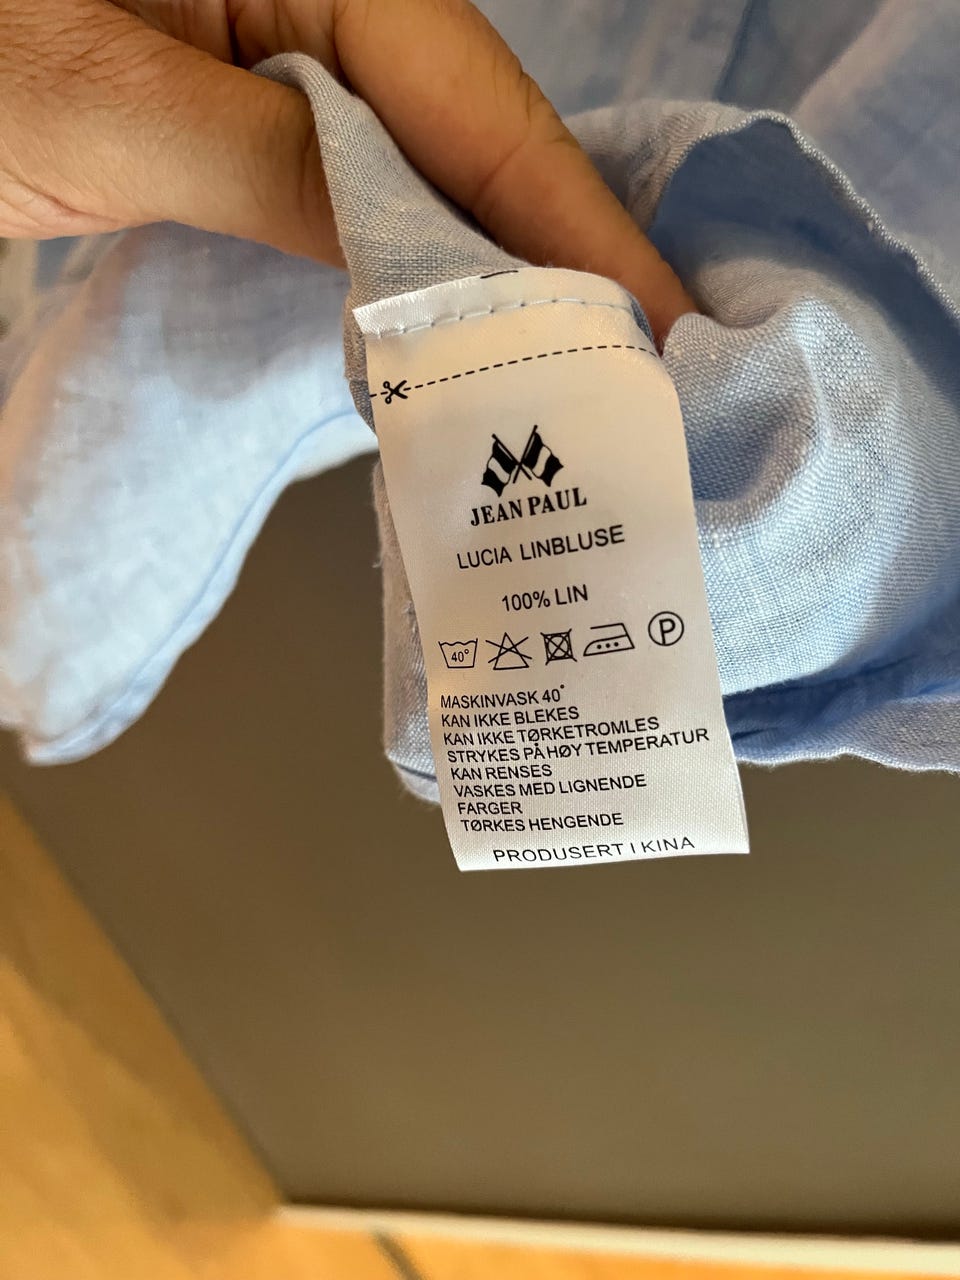 JEAN PAUL
LUCIA LINBLUSE
100% LIN
40° P
MASKINVASK 40°
KAN IKKE BLEKES
KAN IKKE TØRKETROMLES
STRYKES PÅ HØY TEMPERATUR
KAN RENSES
VASKES MED LIGNENDE
FARGER
TØRKES HENGENDE
PRODUSERT I KINA